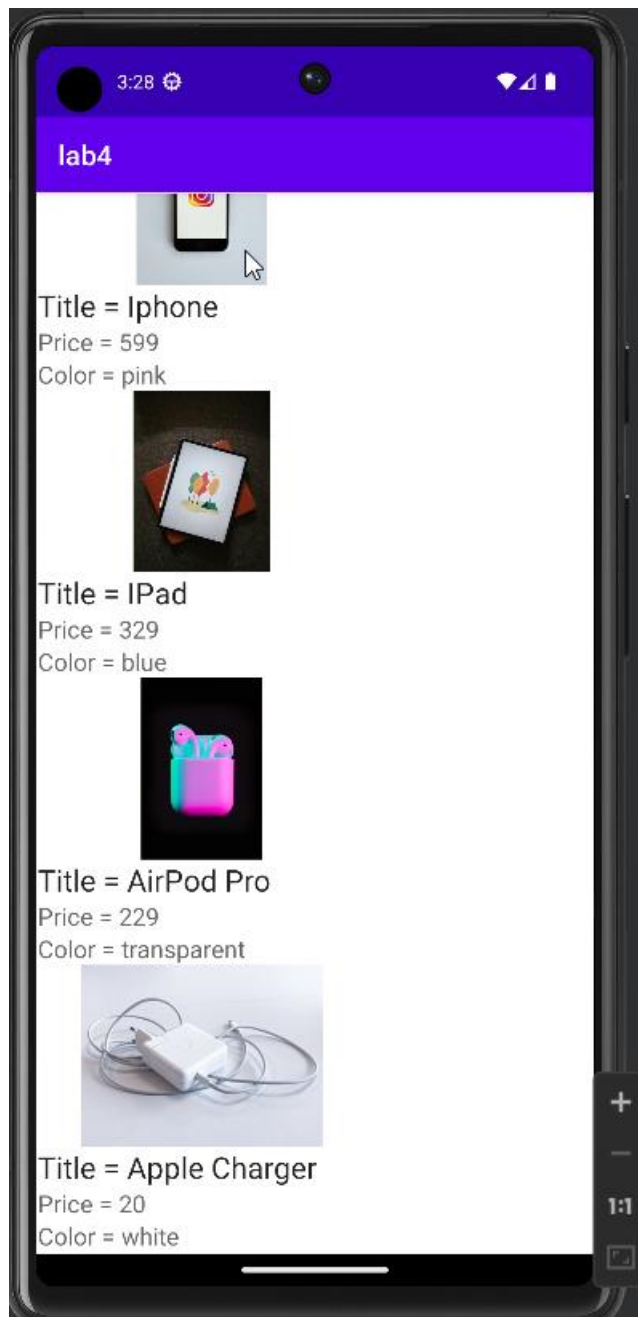 3:28
lab4
Title = Iphone
Price = 599
Color = pink
Title = IPad
Price = 329
Color = blue
Title = AirPod Pro
Price = 229
Color = transparent
Title = Apple Charger
Price = 20
Color = white
1:1